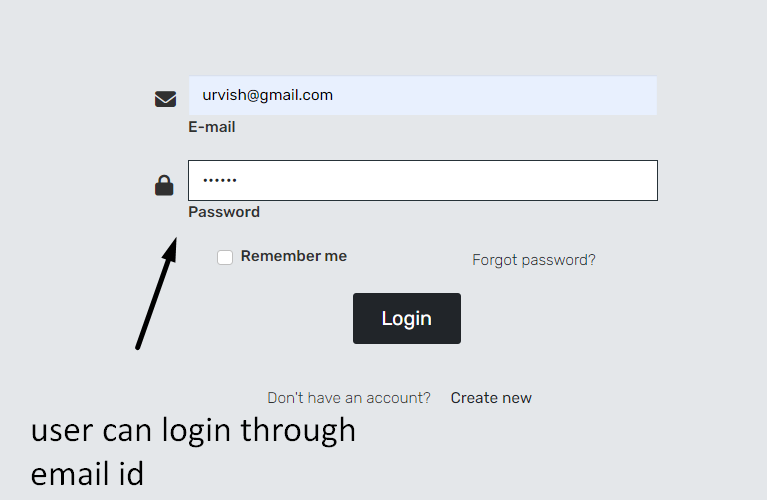 urvish@gmail.com
E-mail
••••••
Password
Remember me
Forgot password?
Login
Don't have an account? Create new
user can login through
email id